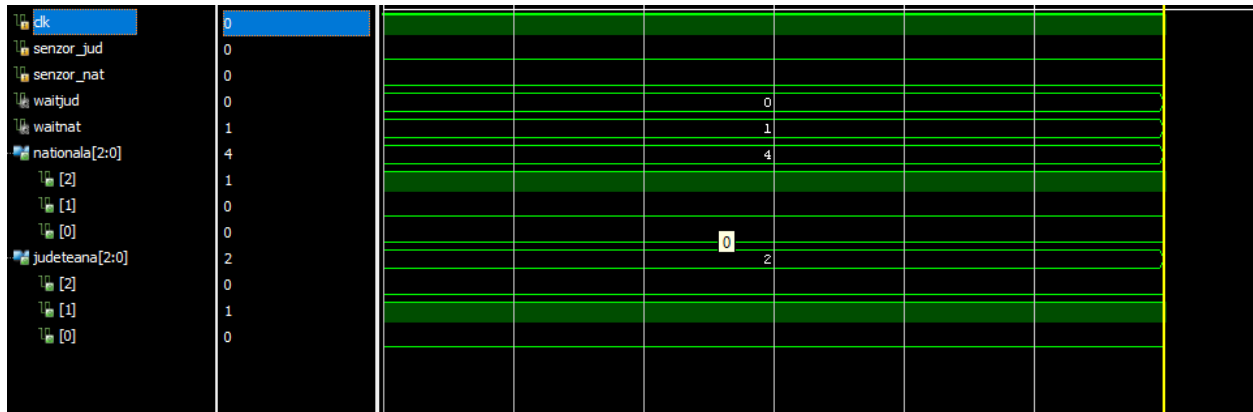 clk 0
senzor_jud 0
senzor_nat 0
waitjud 0 0
waitnat 1 1
nationala[2:0] 4 4
[2] 1
[1] 0
[0] 0
0
judeteana[2:0] 2 2
[2] 0
[1] 1
[0] 0